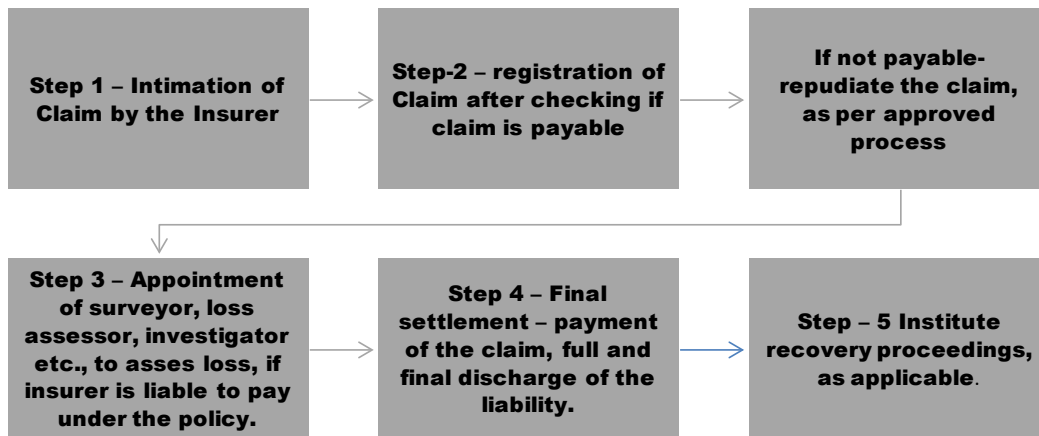 Step 1 – Intimation of
Claim by the Insurer
Step-2 – registration of
Claim after checking if
claim is payable
If not payable-
repudiate the claim,
as per approved
process
Step 3 – Appointment
of surveyor, loss
assessor, investigator
etc., to asses loss, if
insurer is liable to pay
under the policy.
Step 4 – Final
settlement – payment
of the claim, full and
final discharge of the
liability.
Step – 5 Institute
recovery proceedings,
as applicable.